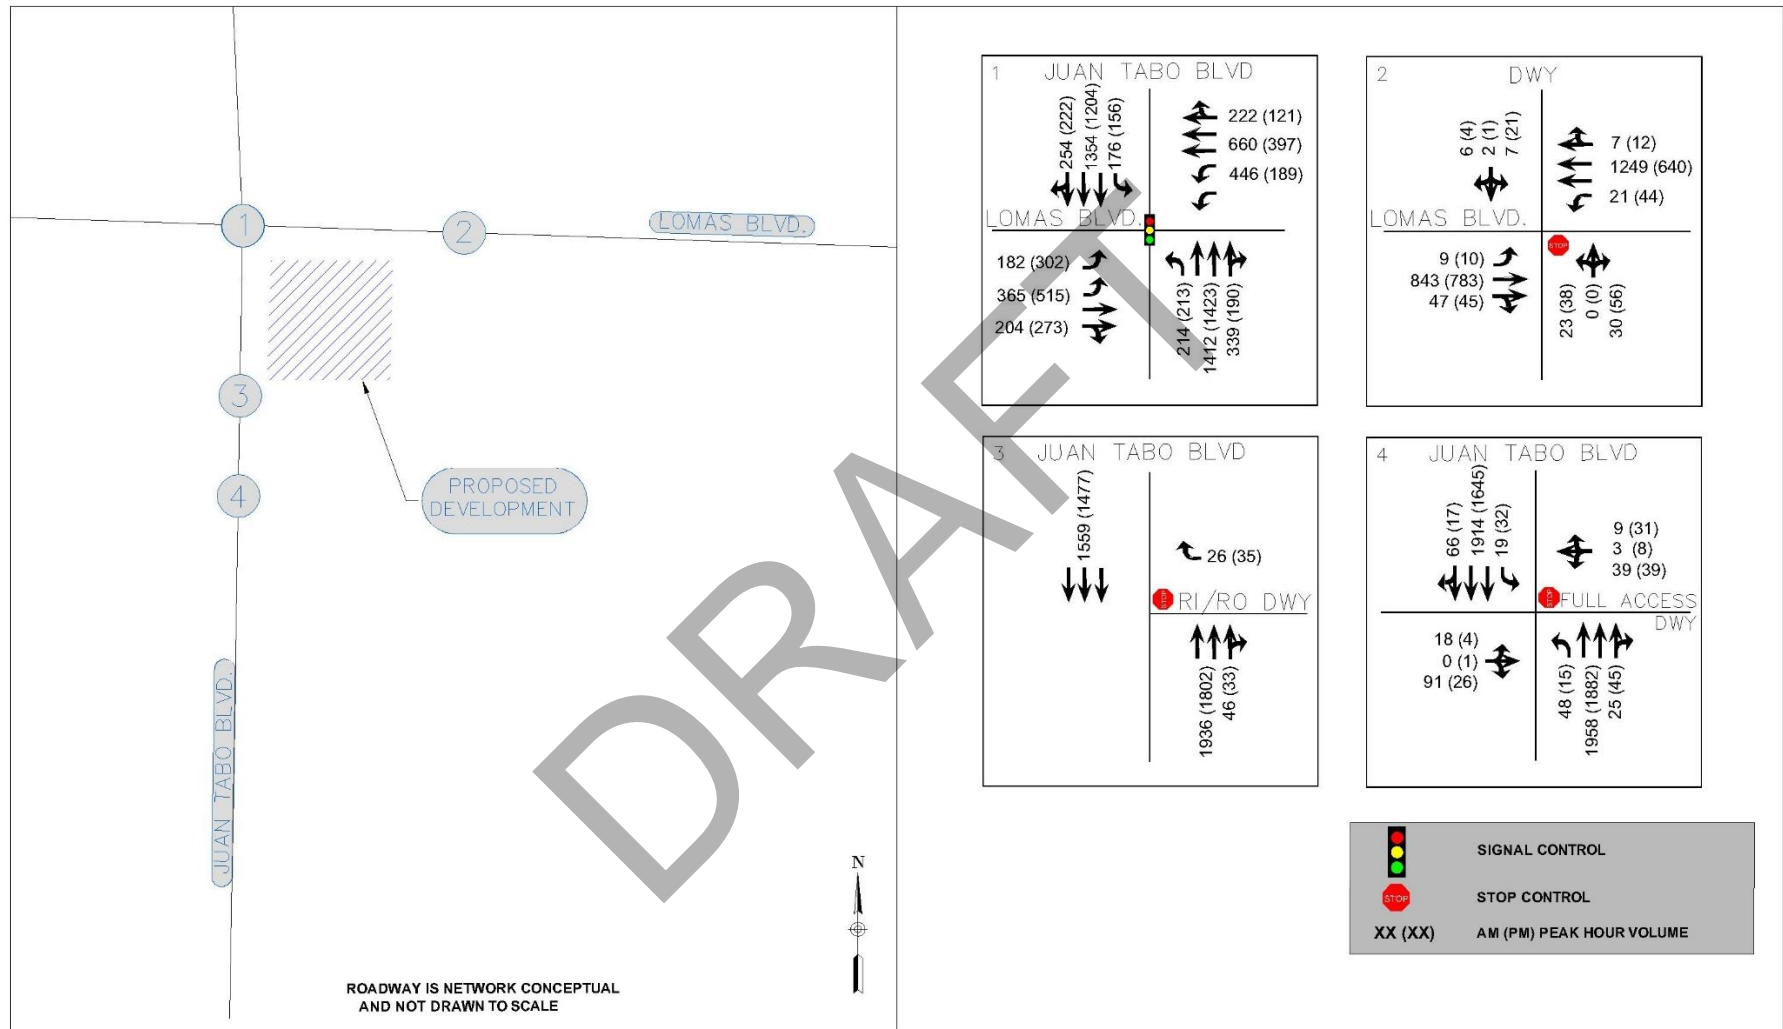 1
2
LOMAS BLVD.
3
4
PROPOSED
DEVELOPMENT
JUAN TABO BLVD.
N
ROADWAY IS NETWORK CONCEPTUAL
AND NOT DRAWN TO SCALE
DRAFT
1
JUAN TABO BLVD
254 (222)
1354 (1204)
176 (156)
222 (121)
660 (397)
446 (189)
LOMAS BLVD.
182 (302)
365 (515)
204 (273)
214 (213)
1412 (1423)
339 (190)
2
DWY
6 (4)
2 (1)
7 (21)
7 (12)
1249 (640)
21 (44)
LOMAS BLVD.
STOP
9 (10)
843 (783)
47 (45)
23 (38)
0 (0)
30 (56)
3
JUAN TABO BLVD
1559 (1477)
26 (35)
STOP
RI/RO DWY
1936 (1802)
46 (33)
4
JUAN TABO BLVD
66 (17)
1914 (1645)
19 (32)
9 (31)
3 (8)
39 (39)
STOP
FULL ACCESS
DWY
18 (4)
0 (1)
91 (26)
48 (15)
1958 (1882)
25 (45)
SIGNAL CONTROL
STOP
STOP CONTROL
XX (XX)
AM (PM) PEAK HOUR VOLUME